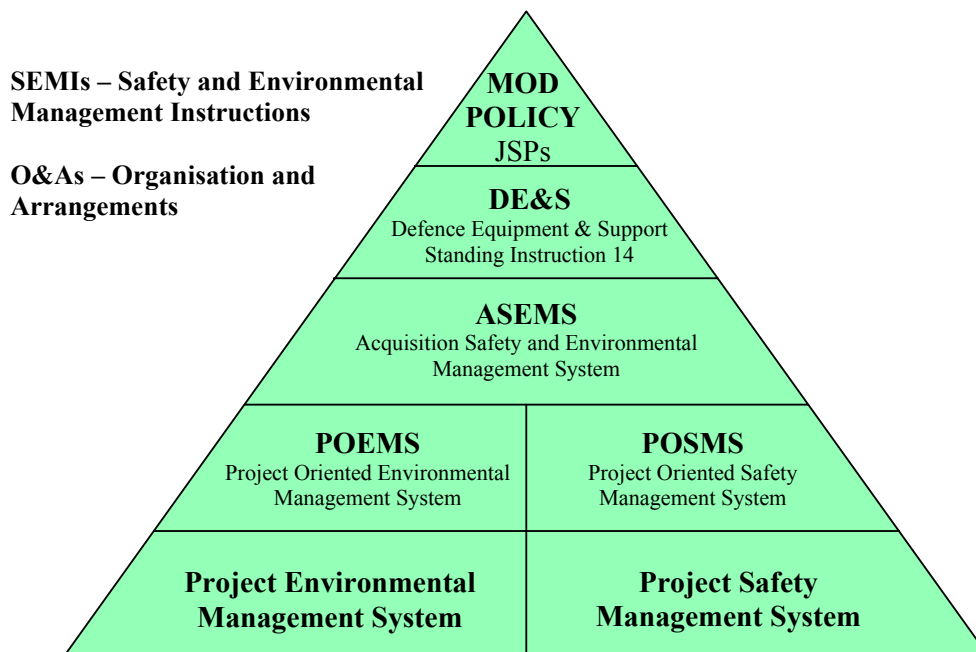 SEMIs – Safety and Environmental
Management Instructions
O&As – Organisation and
Arrangements
MOD
POLICY
JSPs
DE&S
Defence Equipment & Support
Standing Instruction 14
ASEMS
Acquisition Safety and Environmental
Management System
POEMS
Project Oriented Environmental
Management System
POSMS
Project Oriented Safety
Management System
Project Environmental
Management System
Project Safety
Management System